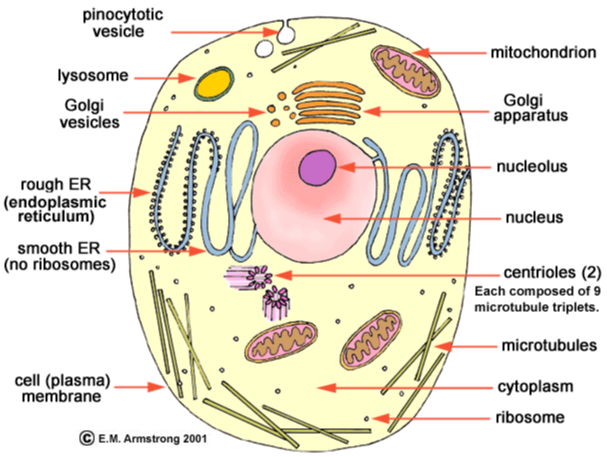 pinocytotic
vesicle
mitochondrion
lysosome
Golgi
vesicles
Golgi
apparatus
nucleolus
rough ER
(endoplasmic
reticulum)
nucleus
smooth ER
(no ribosomes)
centrioles (2)
Each composed of 9
microtubule triplets.
microtubules
cell (plasma)
membrane
cytoplasm
ribosome
© E.M. Armstrong 2001